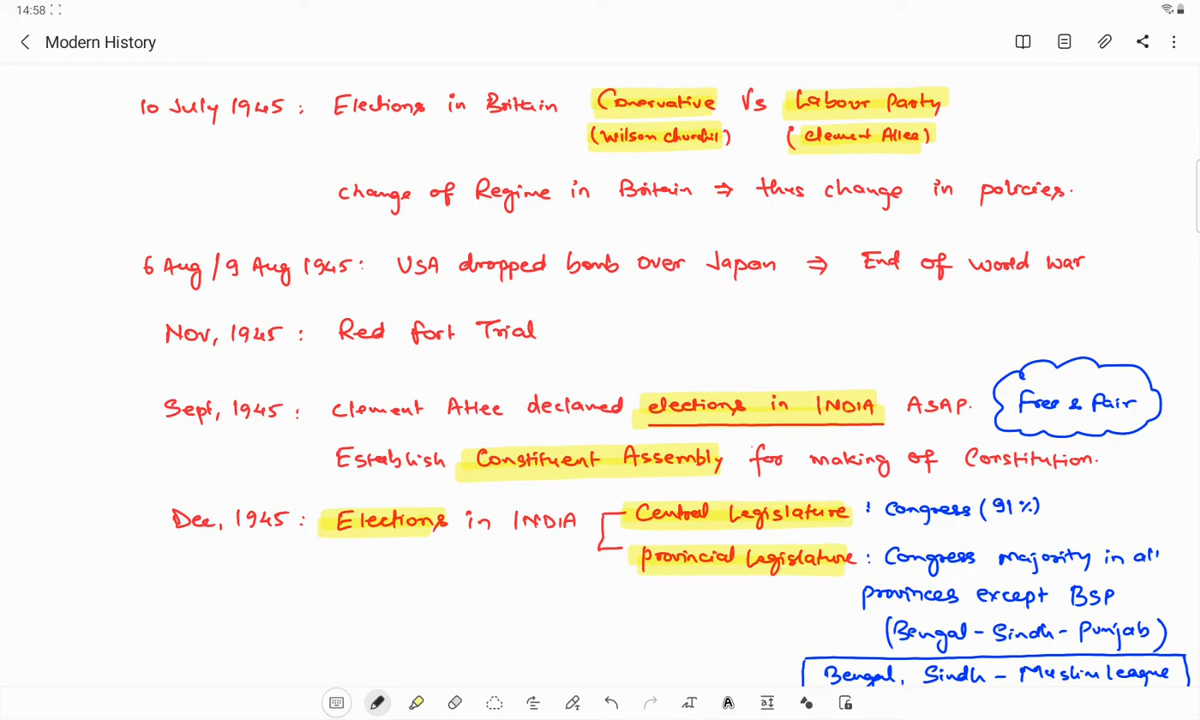 14:58
Modern History
10 July 1945 : Elections in Britain Conservative Vs Labour Party
(Wilson Churchil) (Clement Atlee)
Change of Regime in Britain ⇒ thus change in policies.
6 Aug / 9 Aug 1945 : USA dropped bomb over Japan ⇒ End of world war
Nov, 1945 : Red fort Trial
Sept, 1945 : Clement Atlee declared elections in INDIA ASAP. Free & Fair
Establish Constituent Assembly for making of Constitution.
Dec, 1945 : Elections in INDIA Central Legislature : Congress (91%)
Provincial Legislature : Congress majority in all
provinces except BSP
(Bengal - Sindh - Punjab)
Bengal, Sindh - Muslim league